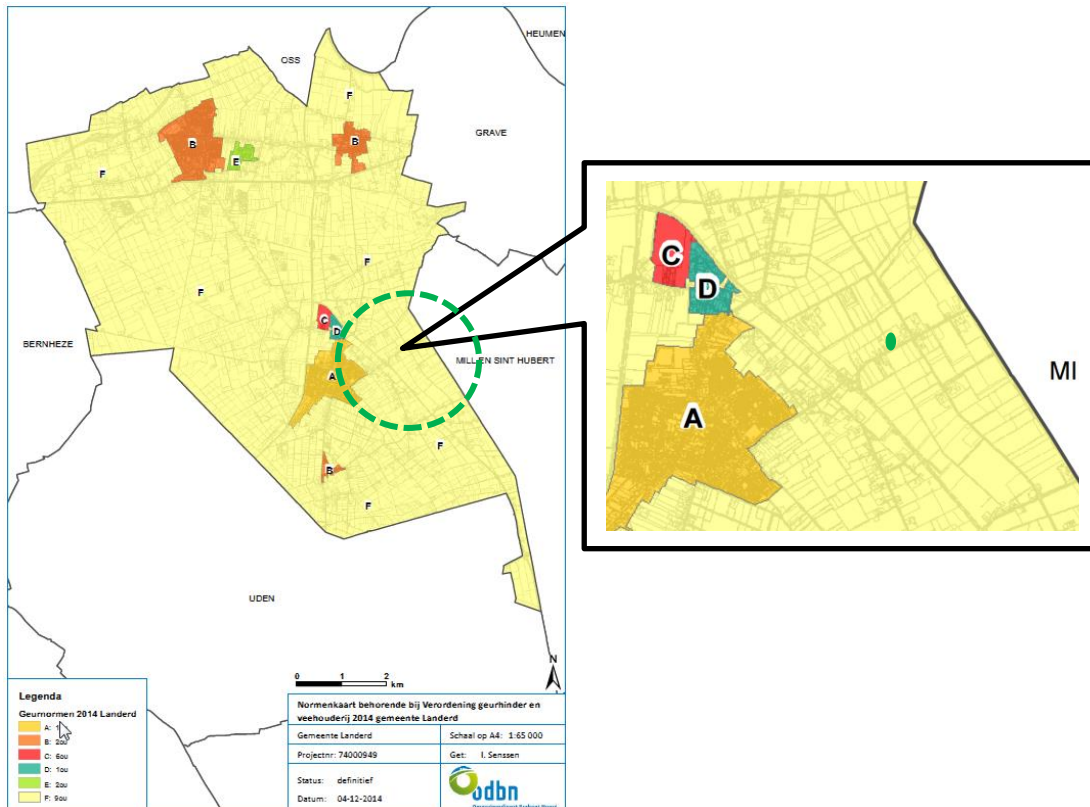 HEUMEN
OSS
F
GRAVE
B
B
E
F
F
F
C
D
BERNHEZE
MILL EN SINT HUBERT
A
F
B
F
UDEN
C
D
MI
A
N
0 1 2
km
Legenda
Geurnormen 2014 Landerd
A:
B: 2ou
C: 6ou
D: 1ou
E: 2ou
F: 9ou
Normenkaart behorende bij Verordening geurhinder en
veehouderij 2014 gemeente Landerd
Gemeente Landerd
Schaal op A4: 1:65 000
Projectnr: 74000949
Get: I. Senssen
Status: definitief
Datum: 04-12-2014
odbn